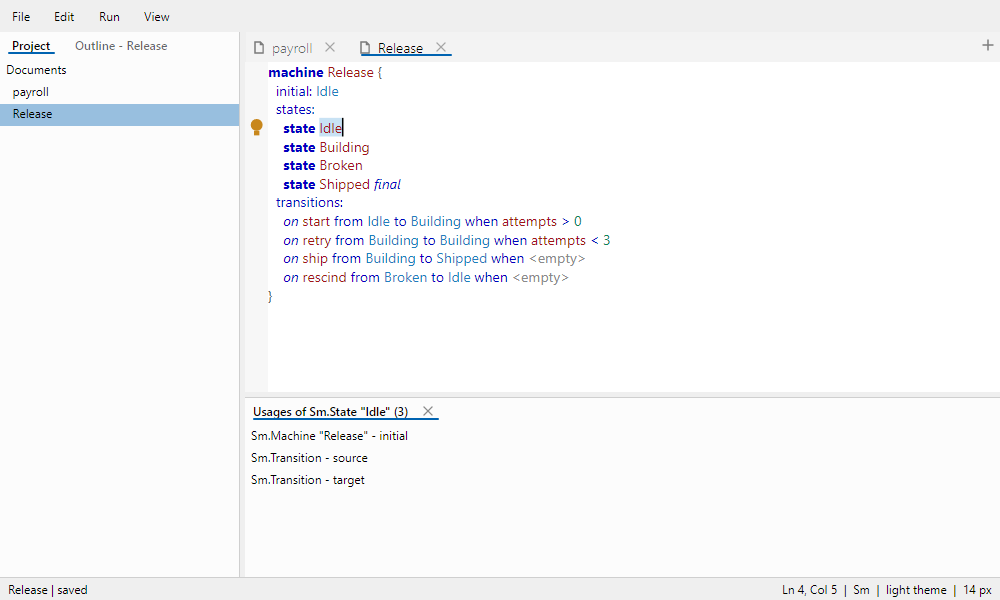 File Edit Run View
Project Outline - Release
payroll Release
Documents
payroll
Release
machine Release {
initial: Idle
states:
state Idle
state Building
state Broken
state Shipped final
transitions:
on start from Idle to Building when attempts > 0
on retry from Building to Building when attempts < 3
on ship from Building to Shipped when <empty>
on rescind from Broken to Idle when <empty>
}
Usages of Sm.State "Idle" (3)
Sm.Machine "Release" - initial
Sm.Transition - source
Sm.Transition - target
Release | saved
Ln 4, Col 5 | Sm | light theme | 14 px